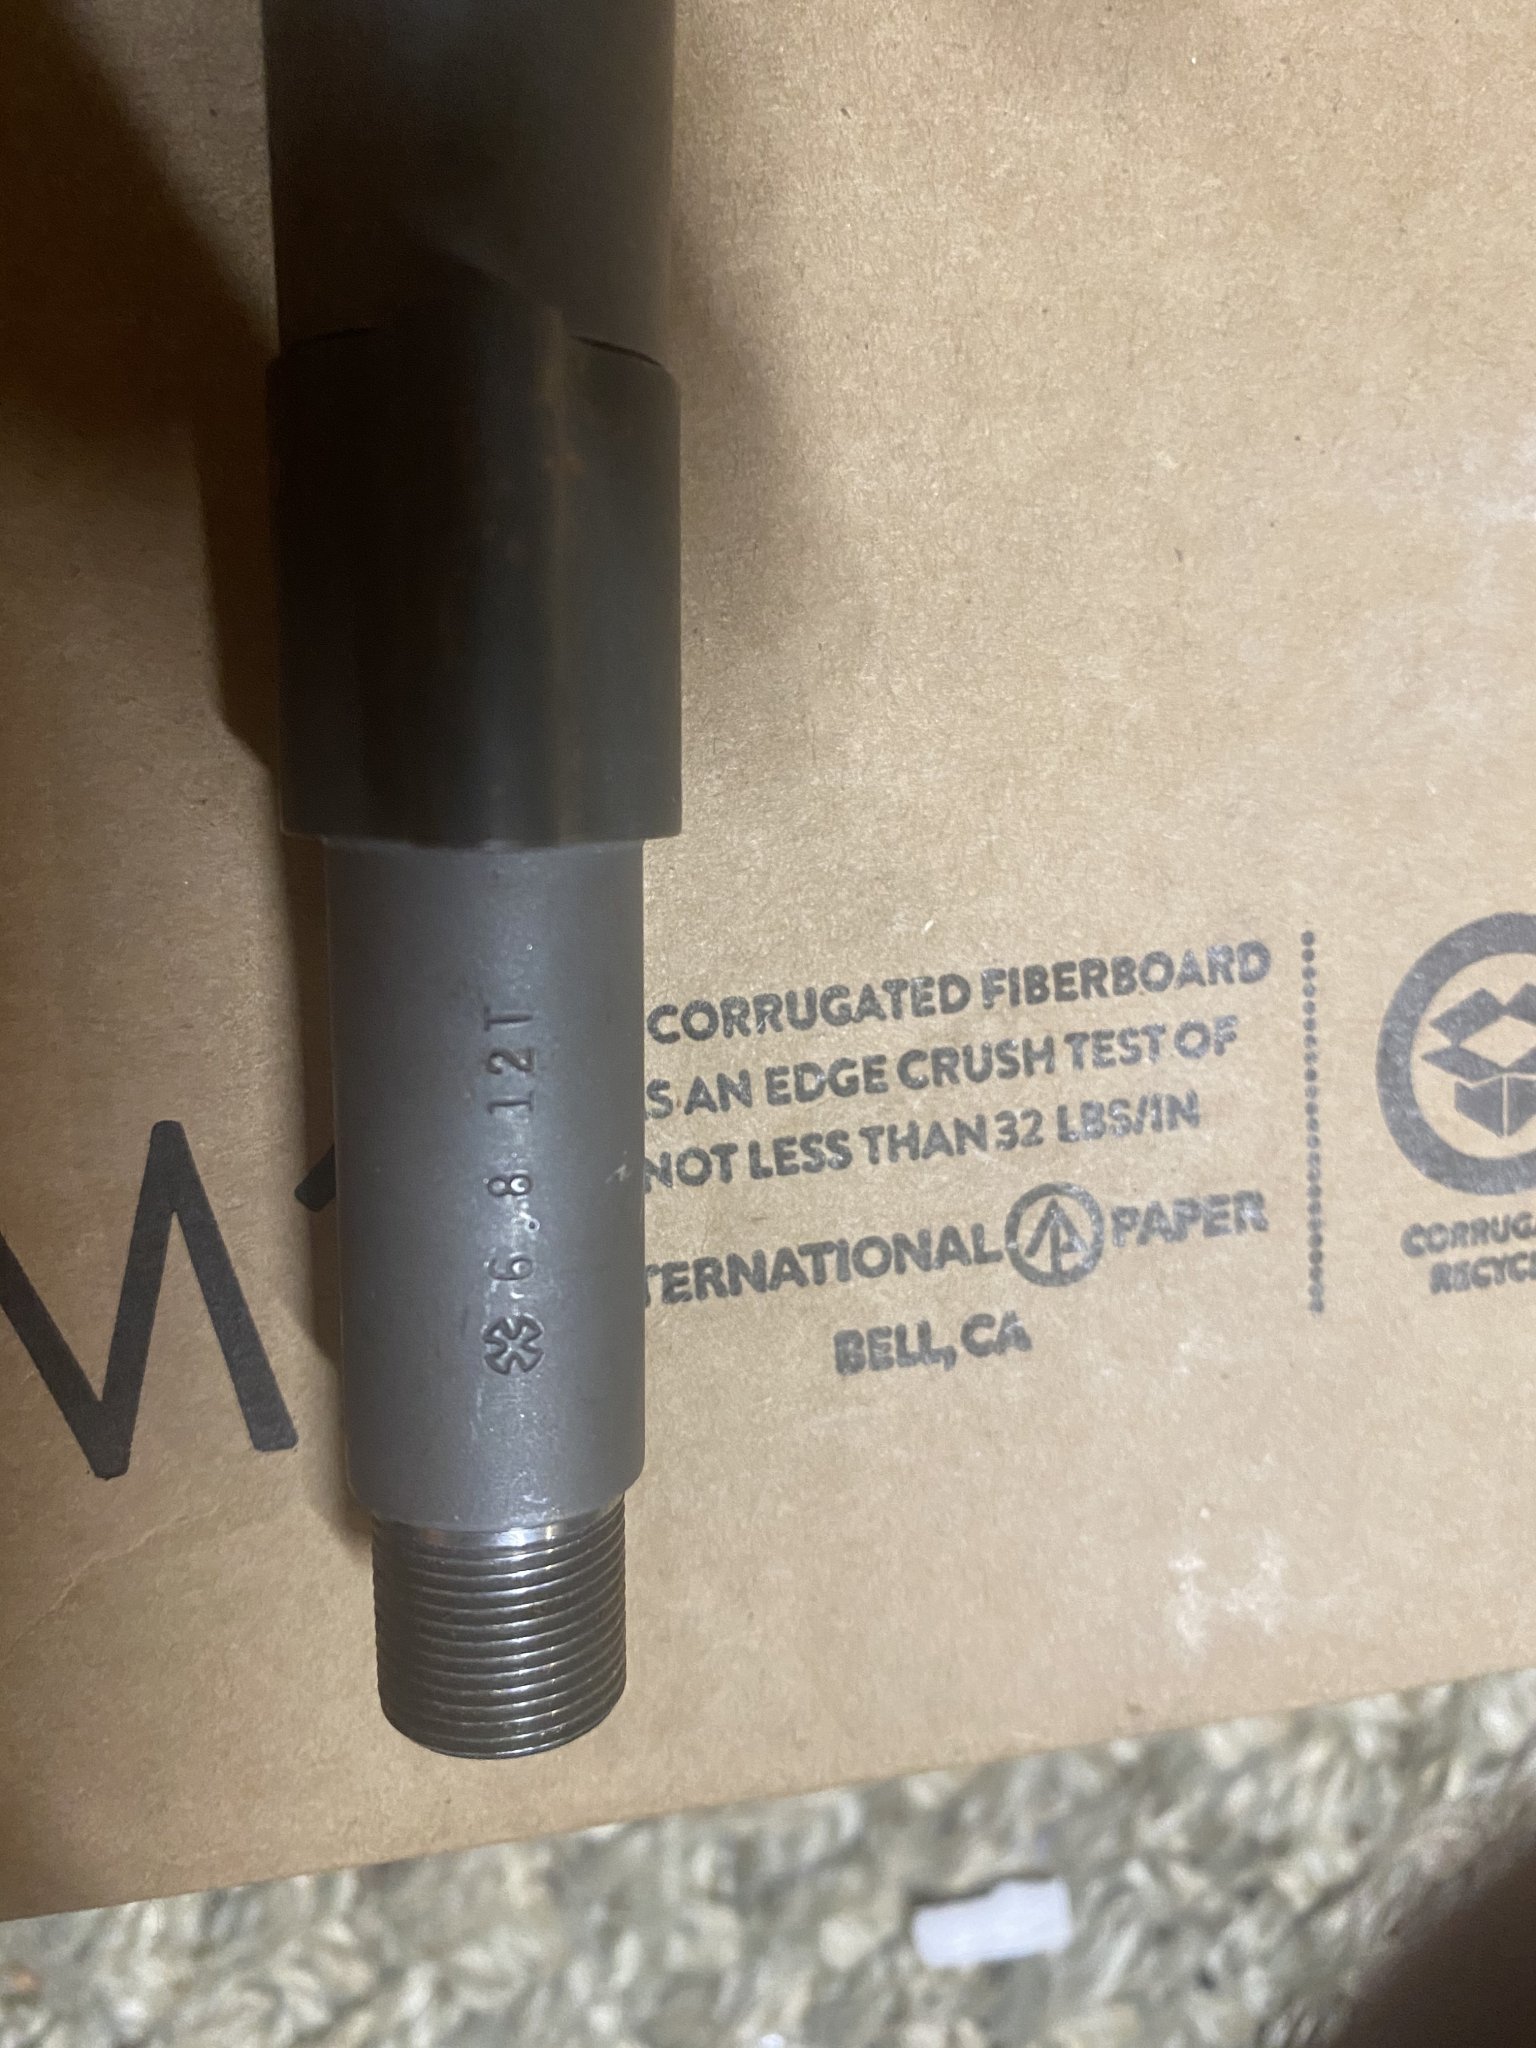 6.8 12T
CORRUGATED FIBERBOARD
AN EDGE CRUSH TEST OF
NOT LESS THAN 32 LBS/IN
TERNATIONAL PAPER
BELL, CA
CORRUG
RECYC